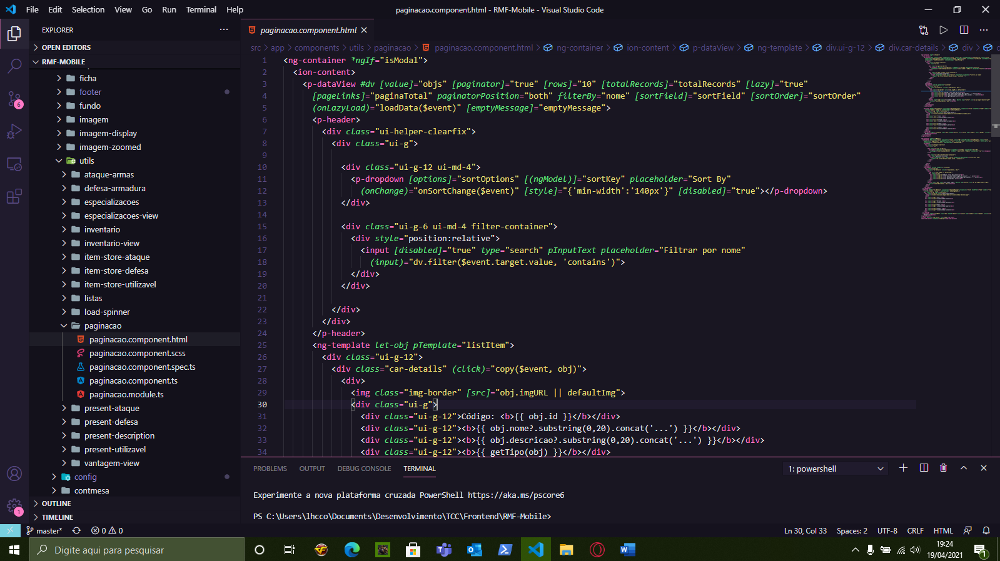 File Edit Selection View Go Run Terminal Help
paginacao.component.html - RMF-Mobile - Visual Studio Code
EXPLORER
OPEN EDITORS
RMF-MOBILE
ficha
footer
fundo
imagem
imagem-display
imagem-zoomed
utils
ataque-armas
defesa-armadura
especializacoes
especializacoes-view
inventario
inventario-view
item-store-ataque
item-store-defesa
item-store-utilizavel
listas
load-spinner
paginacao
paginacao.component.html
paginacao.component.scss
paginacao.component.spec.ts
paginacao.component.ts
paginacao.module.ts
present-ataque
present-defesa
present-description
present-utilizavel
vantagem-view
config
contmesa
OUTLINE
TIMELINE
6
1
paginacao.component.html
src > app > components > utils > paginacao > paginacao.component.html > ng-container > ion-content > p-dataView > ng-template > div.ui-g-12 > div.car-details > div >
1 <ng-container *ngIf="isModal">
2 <ion-content>
3 <p-dataView #dv [value]="objs" [paginator]="true" [rows]="10" [totalRecords]="totalRecords" [lazy]="true"
4 [pageLinks]="paginaTotal" paginatorPosition="both" filterBy="nome" [sortField]="sortField" [sortOrder]="sortOrder"
5 (onLazyLoad)="loadData($event)" [emptyMessage]="emptyMessage">
6 <p-header>
7 <div class="ui-helper-clearfix">
8 <div class="ui-g">
9
10 <div class="ui-g-12 ui-md-4">
11 <p-dropdown [options]="sortOptions" [(ngModel)]="sortKey" placeholder="Sort By"
12 (onChange)="onSortChange($event)" [style]="{'min-width':'140px'}" [disabled]="true"></p-dropdown>
13 </div>
14
15 <div class="ui-g-6 ui-md-4 filter-container">
16 <div style="position:relative">
17 <input [disabled]="true" type="search" pInputText placeholder="Filtrar por nome"
18 (input)="dv.filter($event.target.value, 'contains')">
19 </div>
20 </div>
21
22 </div>
23 </div>
24 </p-header>
25 <ng-template let-obj pTemplate="listItem">
26 <div class="ui-g-12">
27 <div class="car-details" (click)="copy($event, obj)">
28 <div>
29 <img class="img-border" [src]="obj.imgURL || defaultImg">
30 <div class="ui-g">
31 <div class="ui-g-12">Código: <b>{{ obj.id }}</b></div>
32 <div class="ui-g-12"><b>{{ obj.nome?.substring(0,20).concat('...') }}</b></div>
33 <div class="ui-g-12"><b>{{ obj.descricao?.substring(0,20).concat('...') }}</b></div>
34 <div class="ui-g-12"><b>{{ getTipo(obj) }}</b></div>
PROBLEMS OUTPUT DEBUG CONSOLE TERMINAL
1: powershell
Experimente a nova plataforma cruzada PowerShell https://aka.ms/pscore6
PS C:\Users\lhcco\Documents\Desenvolvimento\TCC\Frontend\RMF-Mobile>
master* 0 0
Ln 30, Col 33 Spaces: 2 UTF-8 CRLF HTML
Digite aqui para pesquisar
19:24
19/04/2021
1